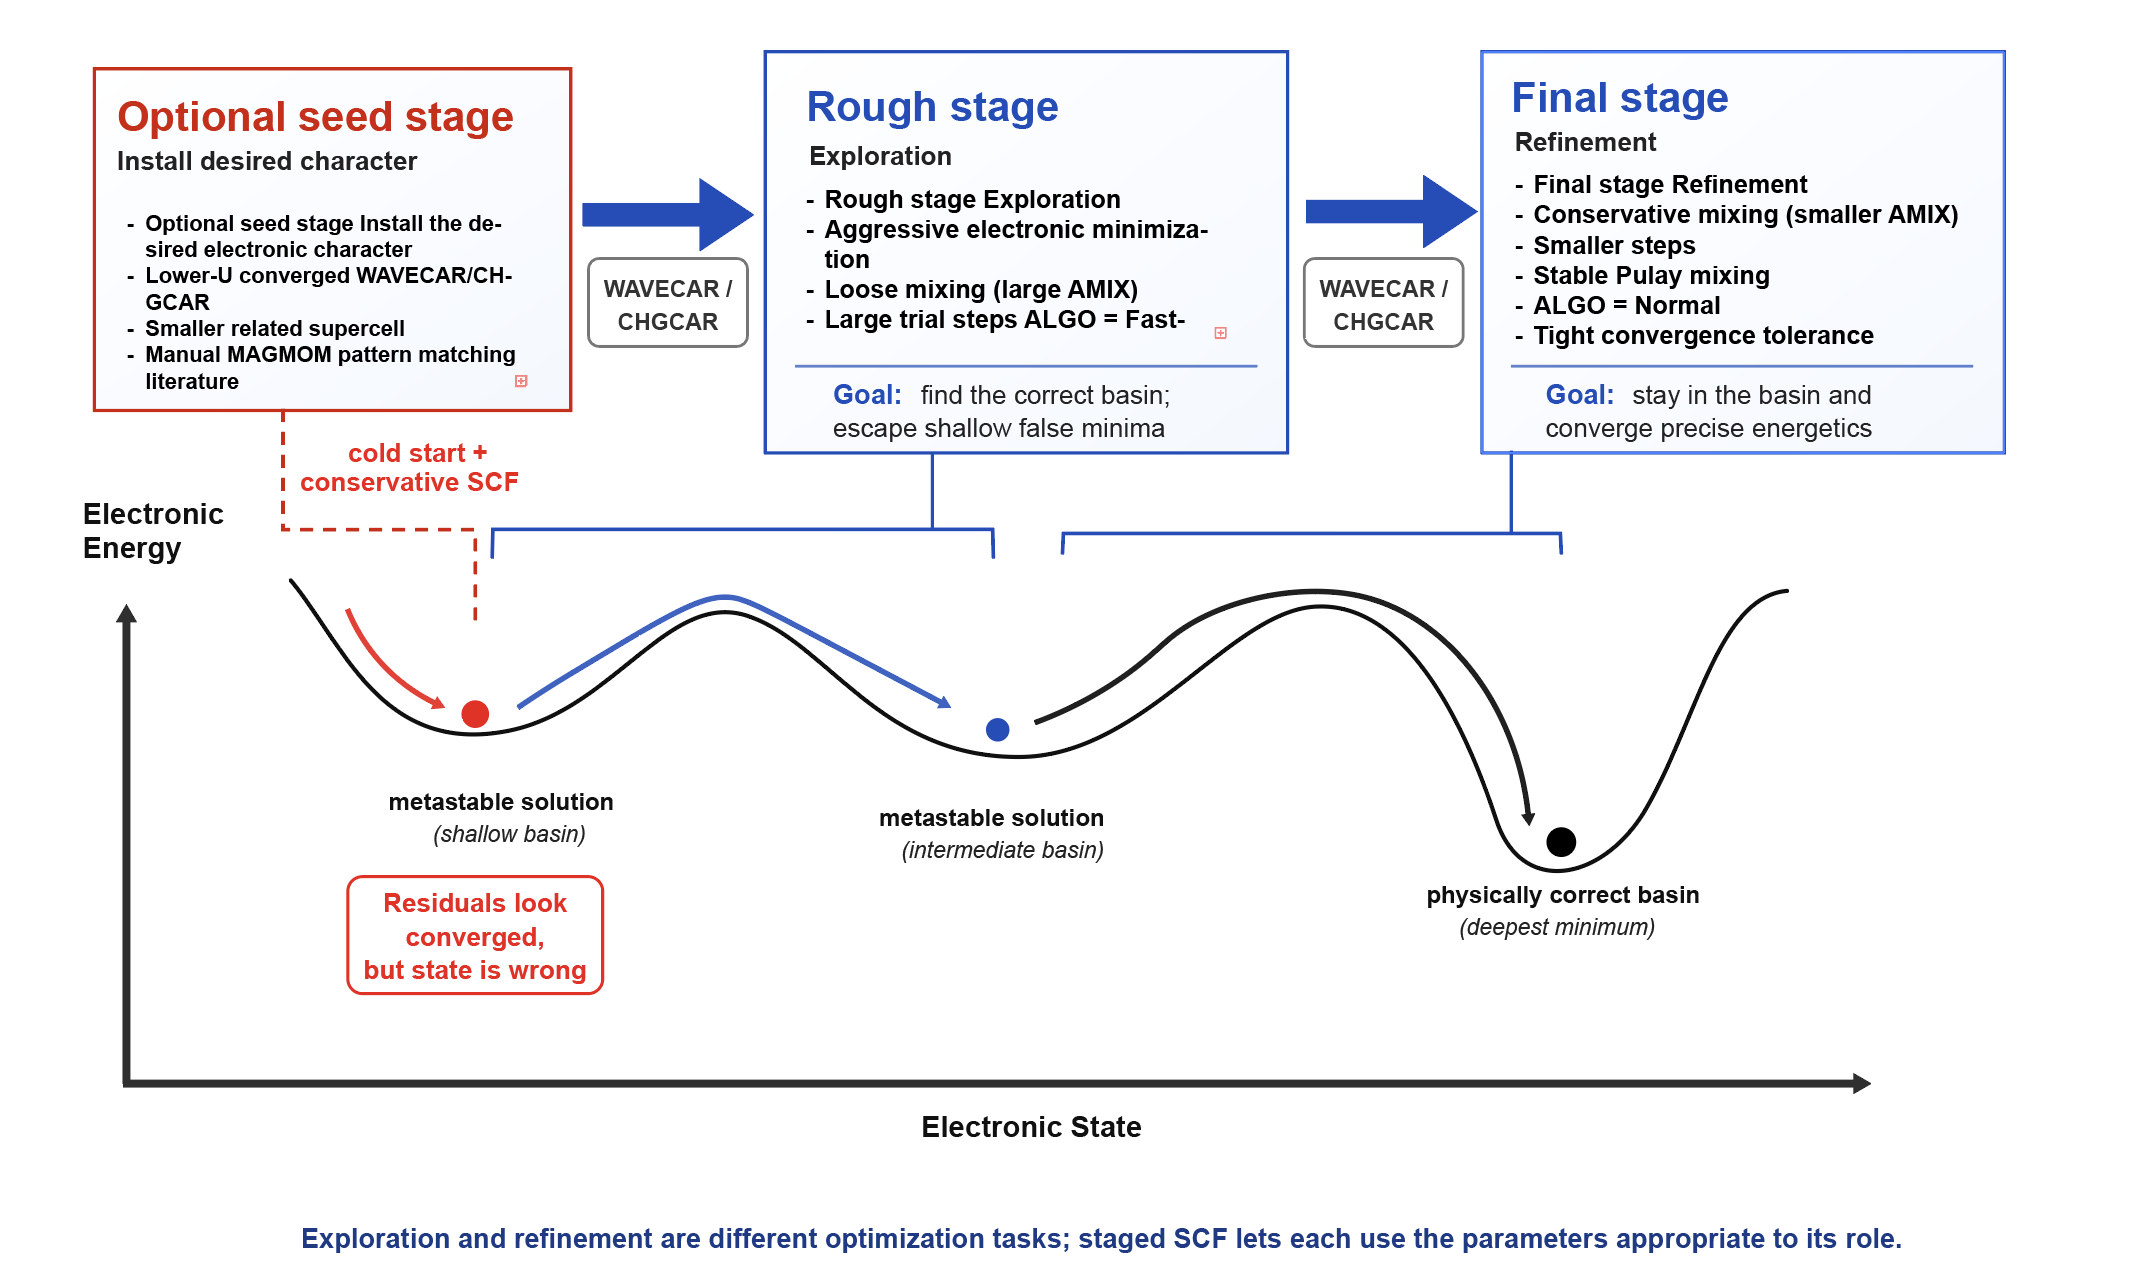 Optional seed stage
Install desired character
- Optional seed stage Install the de-
sired electronic character
- Lower-U converged WAVECAR/CH-
GCAR
- Smaller related supercell
- Manual MAGMOM pattern matching
literature
WAVECAR /
CHGCAR
Rough stage
Exploration
- Rough stage Exploration
- Aggressive electronic minimiza-
tion
- Loose mixing (large AMIX)
- Large trial steps ALGO = Fast-
Goal: find the correct basin;
escape shallow false minima
WAVECAR /
CHGCAR
Final stage
Refinement
- Final stage Refinement
- Conservative mixing (smaller AMIX)
- Smaller steps
- Stable Pulay mixing
- ALGO = Normal
- Tight convergence tolerance
Goal: stay in the basin and
converge precise energetics
cold start +
conservative SCF
Electronic
Energy
metastable solution
(shallow basin)
Residuals look
converged,
but state is wrong
metastable solution
(intermediate basin)
physically correct basin
(deepest minimum)
Electronic State
Exploration and refinement are different optimization tasks; staged SCF lets each use the parameters appropriate to its role.